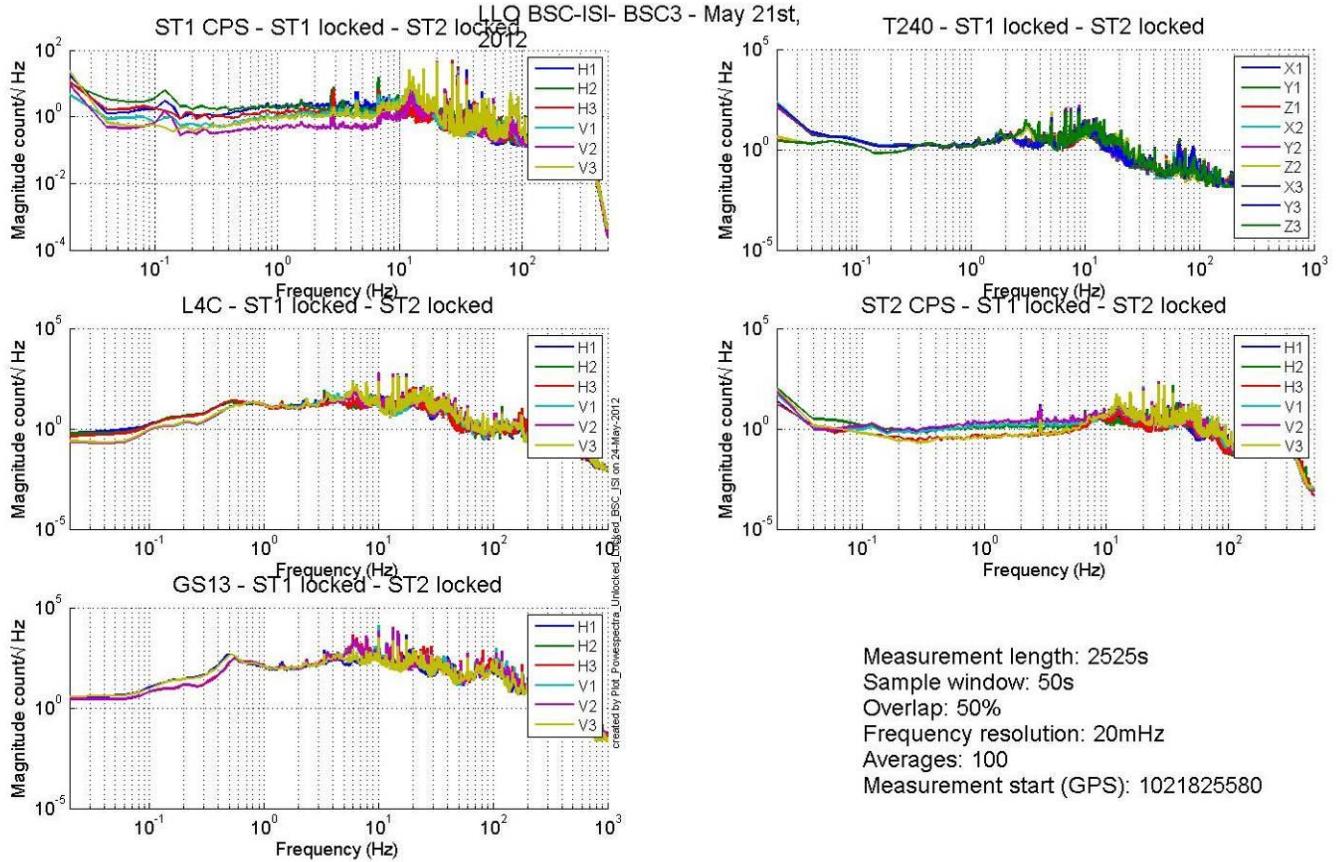 LLO BSC-ISI- BSC3 - May 21st,
2012
ST1 CPS - ST1 locked - ST2 locked
Magnitude count/√ Hz
10^2
10^0
10^-2
10^-4
10^-1
10^0
10^1
10^2
Frequency (Hz)
H1
H2
H3
V1
V2
V3
T240 - ST1 locked - ST2 locked
Magnitude count/√ Hz
10^5
10^0
10^-5
10^-1
10^0
10^1
10^2
10^3
Frequency (Hz)
X1
Y1
Z1
X2
Y2
Z2
X3
Y3
Z3
L4C - ST1 locked - ST2 locked
Magnitude count/√ Hz
10^5
10^0
10^-5
10^-1
10^0
10^1
10^2
10^3
Frequency (Hz)
H1
H2
H3
V1
V2
V3
ST2 CPS - ST1 locked - ST2 locked
Magnitude count/√ Hz
10^5
10^0
10^-5
10^-1
10^0
10^1
10^2
Frequency (Hz)
H1
H2
H3
V1
V2
V3
GS13 - ST1 locked - ST2 locked
Magnitude count/√ Hz
10^5
10^0
10^-5
10^-1
10^0
10^1
10^2
10^3
Frequency (Hz)
H1
H2
H3
V1
V2
V3
created by Plot_Powespectra_Unlocked_Locked_BSC_ISI on 24-May-2012
Measurement length: 2525s
Sample window: 50s
Overlap: 50%
Frequency resolution: 20mHz
Averages: 100
Measurement start (GPS): 1021825580